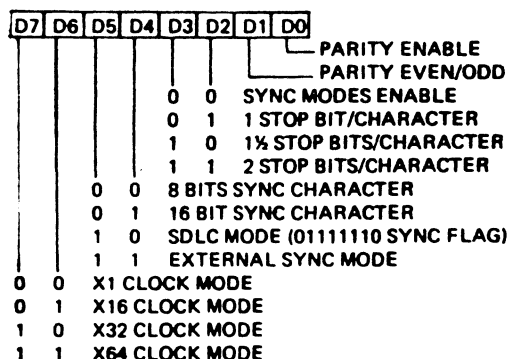 D7 D6 D5 D4 D3 D2 D1 D0
PARITY ENABLE
PARITY EVEN/ODD
0 0 SYNC MODES ENABLE
0 1 1 STOP BIT/CHARACTER
1 0 1½ STOP BITS/CHARACTER
1 1 2 STOP BITS/CHARACTER
0 0 8 BITS SYNC CHARACTER
0 1 16 BIT SYNC CHARACTER
1 0 SDLC MODE (01111110 SYNC FLAG)
1 1 EXTERNAL SYNC MODE
0 0 X1 CLOCK MODE
0 1 X16 CLOCK MODE
1 0 X32 CLOCK MODE
1 1 X64 CLOCK MODE